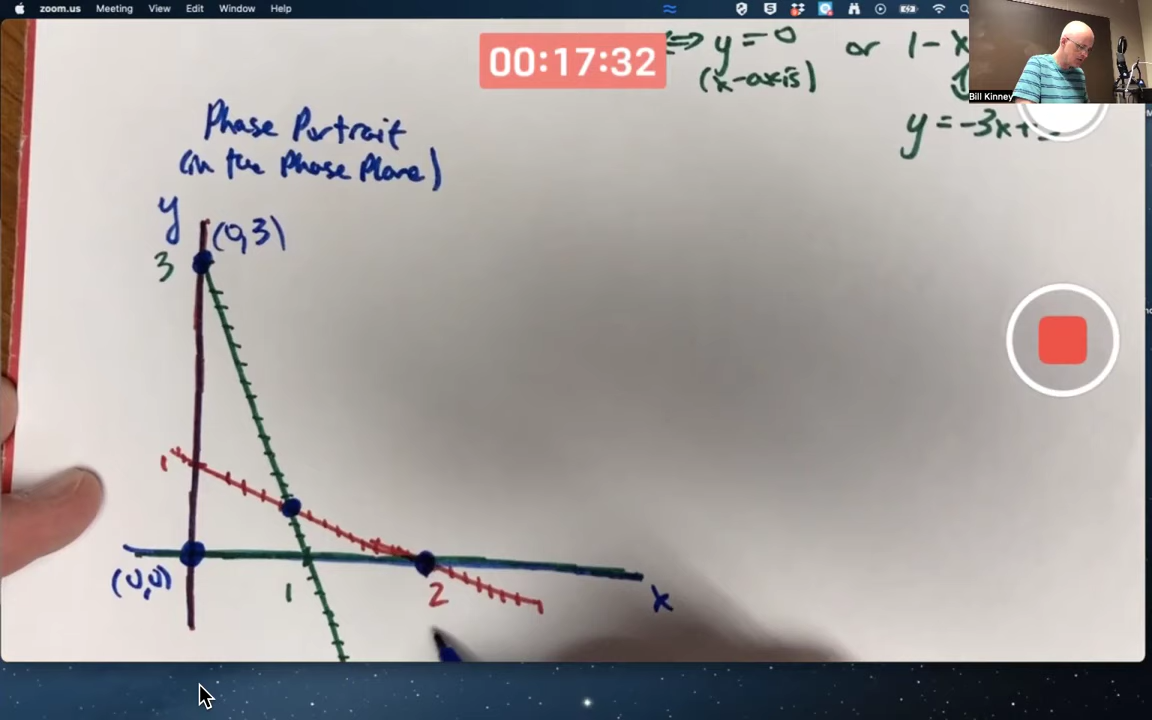 zoom.us Meeting View Edit Window Help
00:17:32
⇔ y=0 or 1-x
(x-axis)
Bill Kinney
y=-3x+
Phase Portrait
(in the Phase Plane)
y
(0,3)
3
1
(0,0)
1
2
x